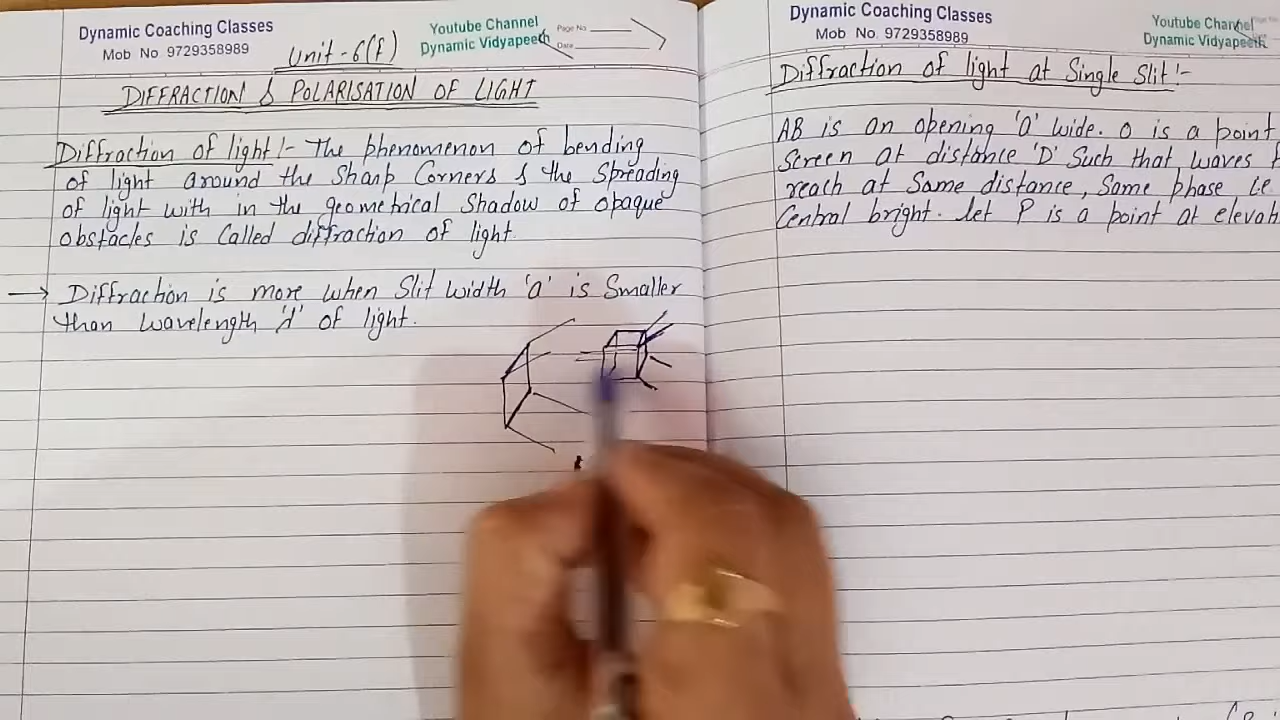 Dynamic Coaching Classes
Mob No. 9729358989
Youtube Channel
Dynamic Vidyapeeth
Page No
Date
Unit-6(f)
DIFFRACTION & POLARISATION OF LIGHT
Diffraction of light :- The phenomenon of bending
of light around the sharp Corners & the Spreading
of light with in the geometrical Shadow of opaque
obstacles is Called diffraction of light.
→ Diffraction is more when Slit width 'a' is Smaller
than wavelength 'λ' of light.
Dynamic Coaching Classes
Mob No. 9729358989
Youtube Channel
Dynamic Vidyapeeth
Diffraction of light at Single Slit :-
AB is an opening 'a' wide. O is a point
Screen at distance 'D' Such that waves
reach at Same distance, Same phase i.e
Central bright. let P is a point at